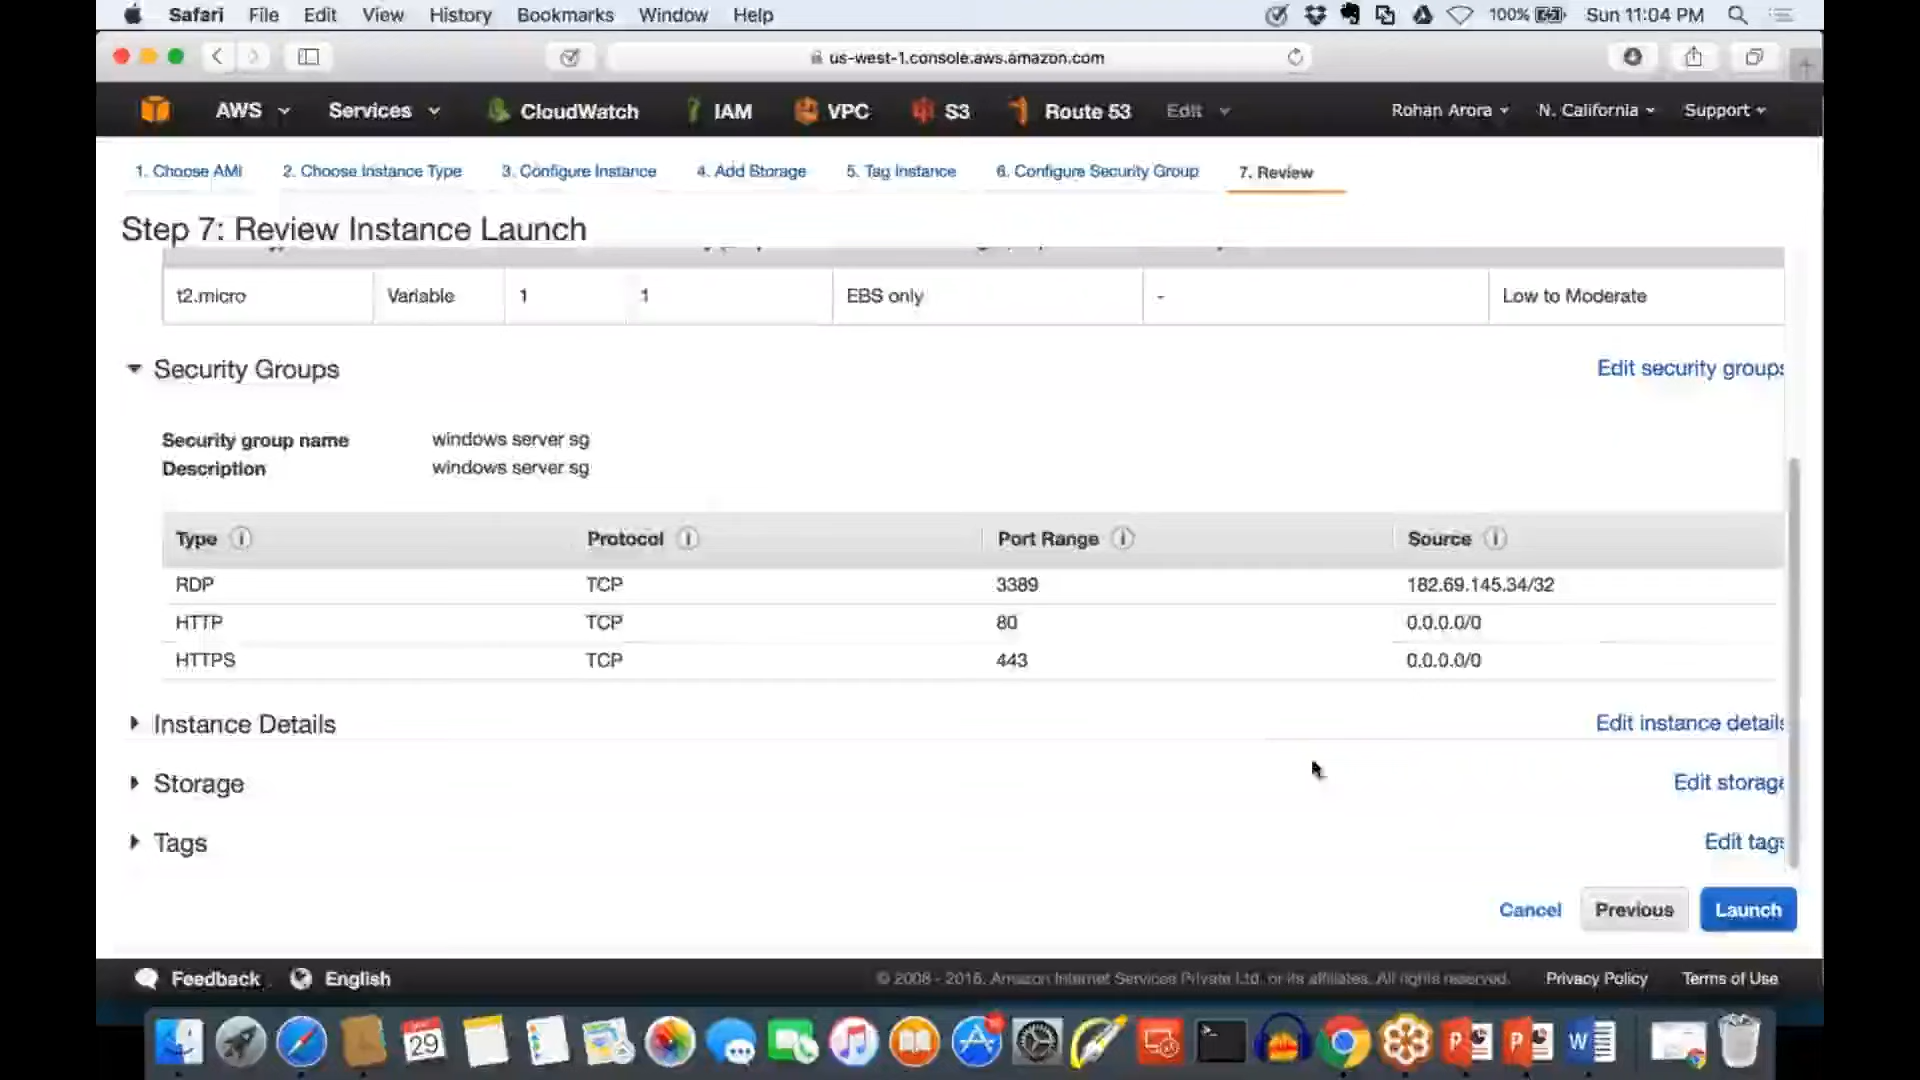 Safari File Edit View History Bookmarks Window Help 100% Sun 11:04 PM
us-west-1.console.aws.amazon.com
AWS Services CloudWatch IAM VPC S3 Route 53 Edit Rohan Arora N. California Support
1. Choose AMI 2. Choose Instance Type 3. Configure Instance 4. Add Storage 5. Tag Instance 6. Configure Security Group 7. Review
Step 7: Review Instance Launch
t2.micro Variable 1 1 EBS only - Low to Moderate
Security Groups Edit security groups
Security group name windows server sg
Description windows server sg
Type Protocol Port Range Source
RDP TCP 3389 182.69.145.34/32
HTTP TCP 80 0.0.0.0/0
HTTPS TCP 443 0.0.0.0/0
Instance Details Edit instance details
Storage Edit storage
Tags Edit tags
Cancel Previous Launch
Feedback English © 2008 - 2016, Amazon Internet Services Private Ltd. or its affiliates. All rights reserved. Privacy Policy Terms of Use
29